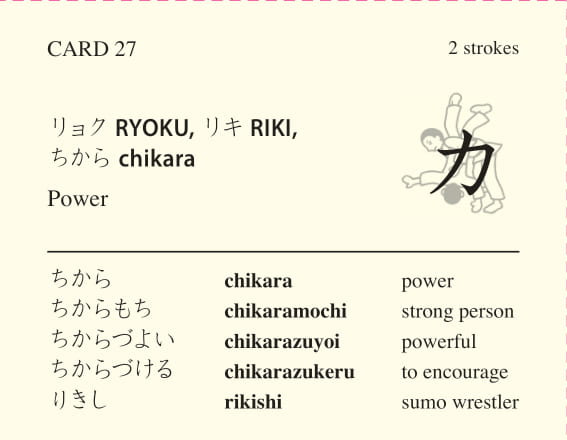 CARD 27
2 strokes
リョク RYOKU, リキ RIKI,
ちから chikara
力
Power
ちから chikara power
ちからもち chikaramochi strong person
ちからづよい chikarazuyoi powerful
ちからづける chikarazukeru to encourage
りきし rikishi sumo wrestler